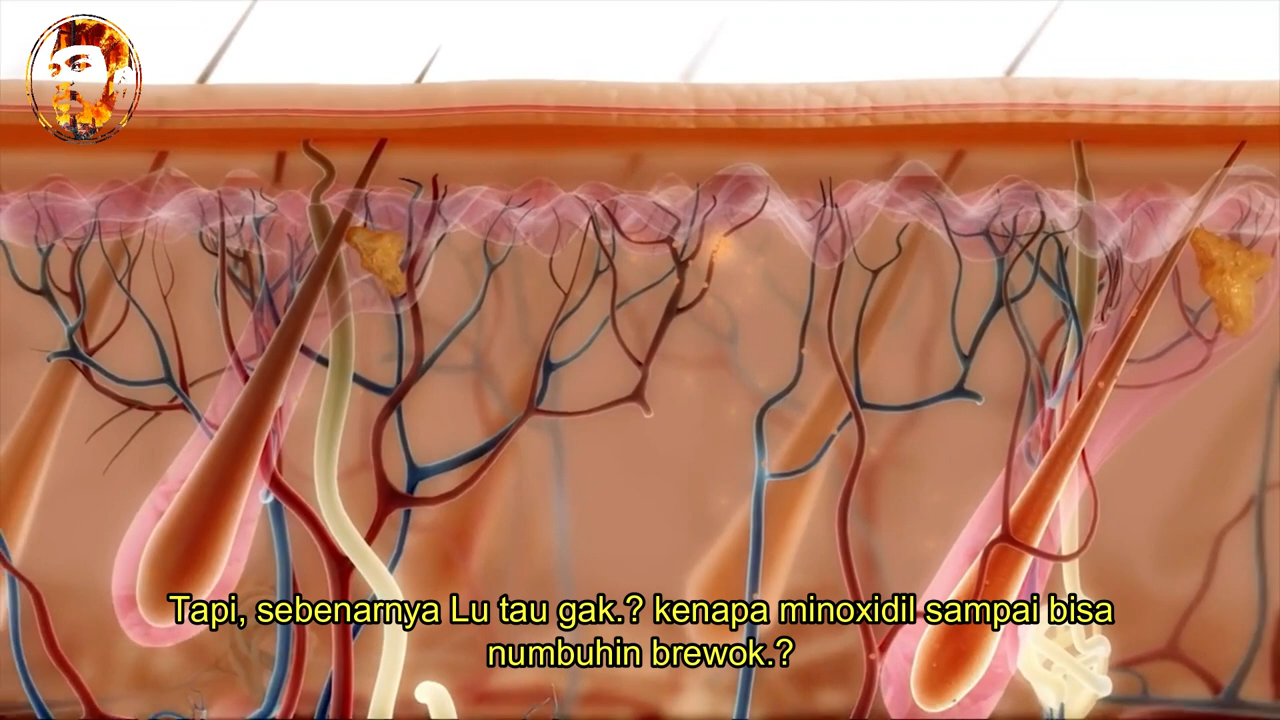 Tapi, sebenarnya Lu tau gak.? kenapa minoxidil sampai bisa
numbuhin brewok.?